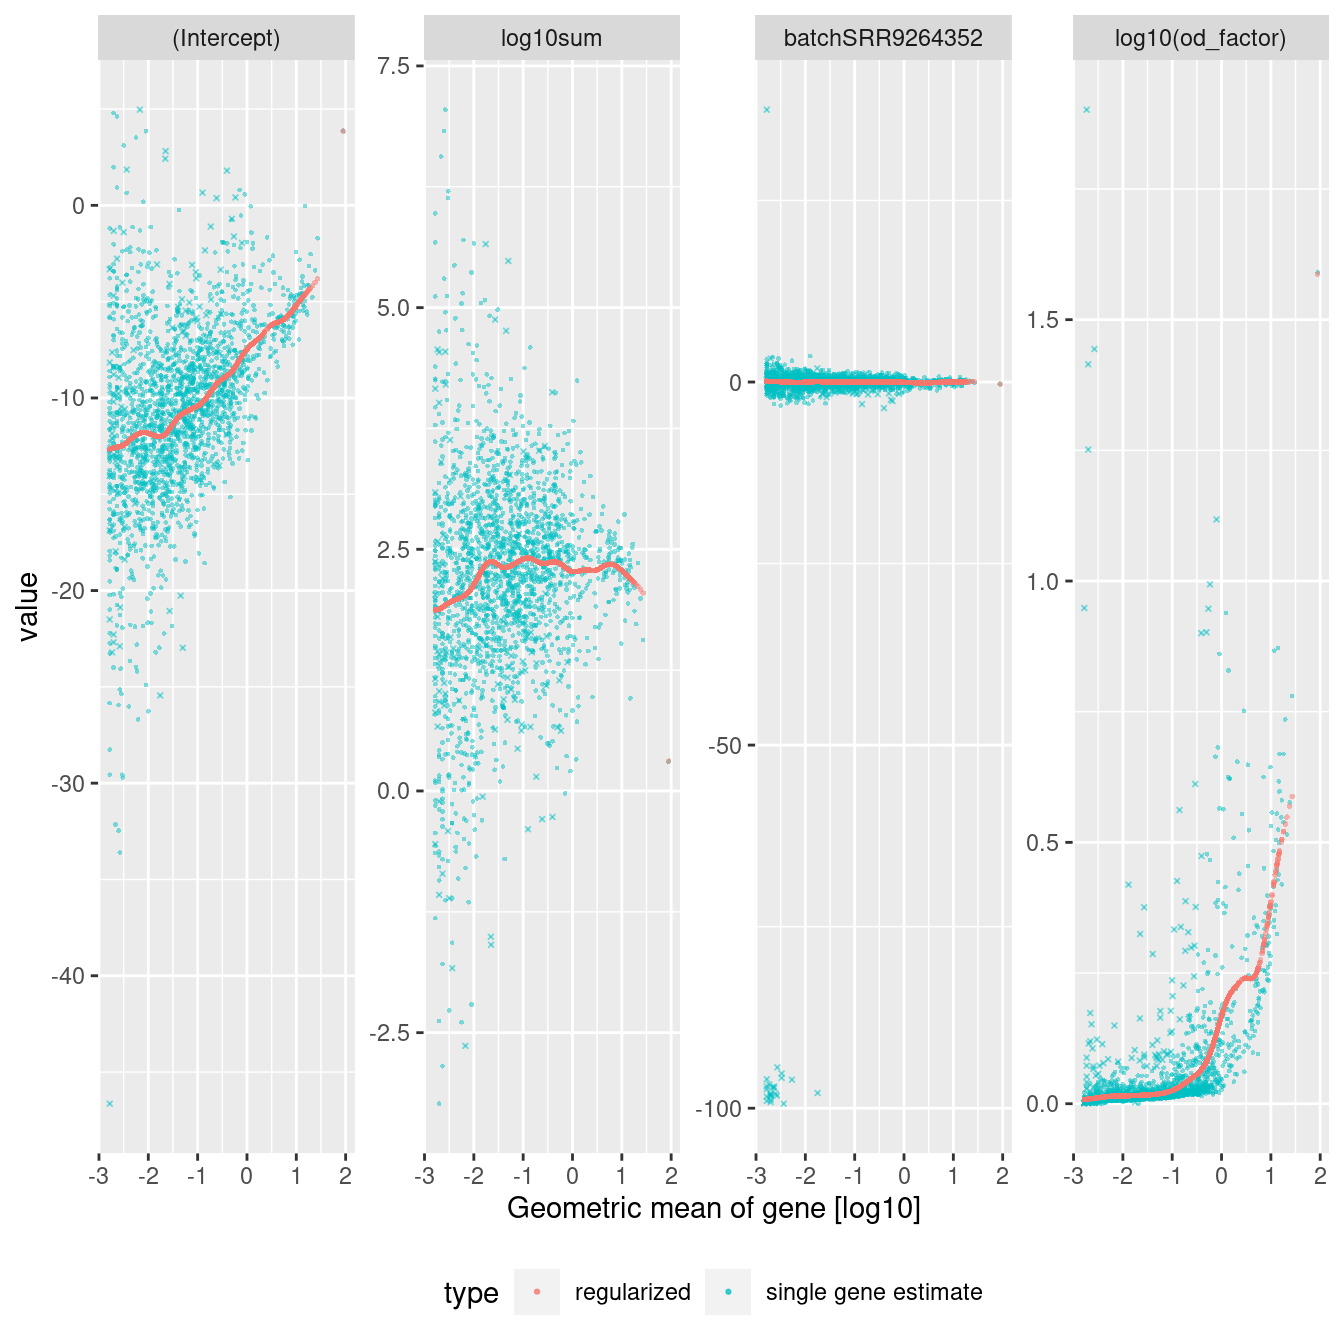 (Intercept)
log10sum
batchSRR9264352
log10(od_factor)
value
0
-10
-20
-30
-40
7.5
5.0
2.5
0.0
-2.5
0
-50
-100
1.5
1.0
0.5
0.0
-3 -2 -1 0 1 2
-3 -2 -1 0 1 2
-3 -2 -1 0 1 2
-3 -2 -1 0 1 2
Geometric mean of gene [log10]
type regularized single gene estimate